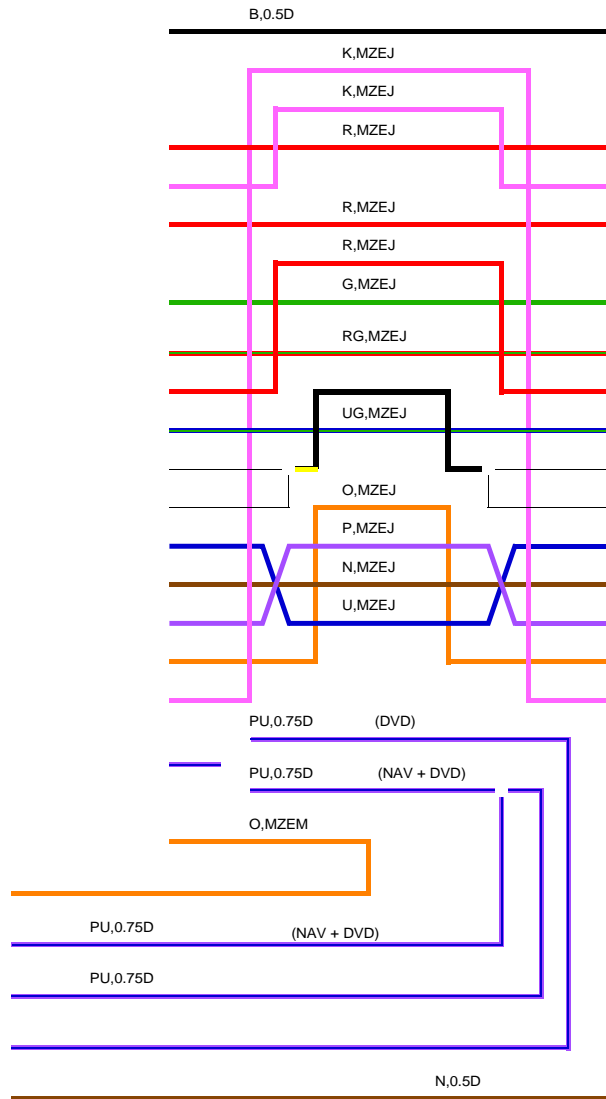 B,0.5D
K,MZEJ
K,MZEJ
R,MZEJ
R,MZEJ
R,MZEJ
G,MZEJ
RG,MZEJ
UG,MZEJ
O,MZEJ
P,MZEJ
N,MZEJ
U,MZEJ
PU,0.75D (DVD)
PU,0.75D (NAV + DVD)
O,MZEM
PU,0.75D (NAV + DVD)
PU,0.75D
N,0.5D